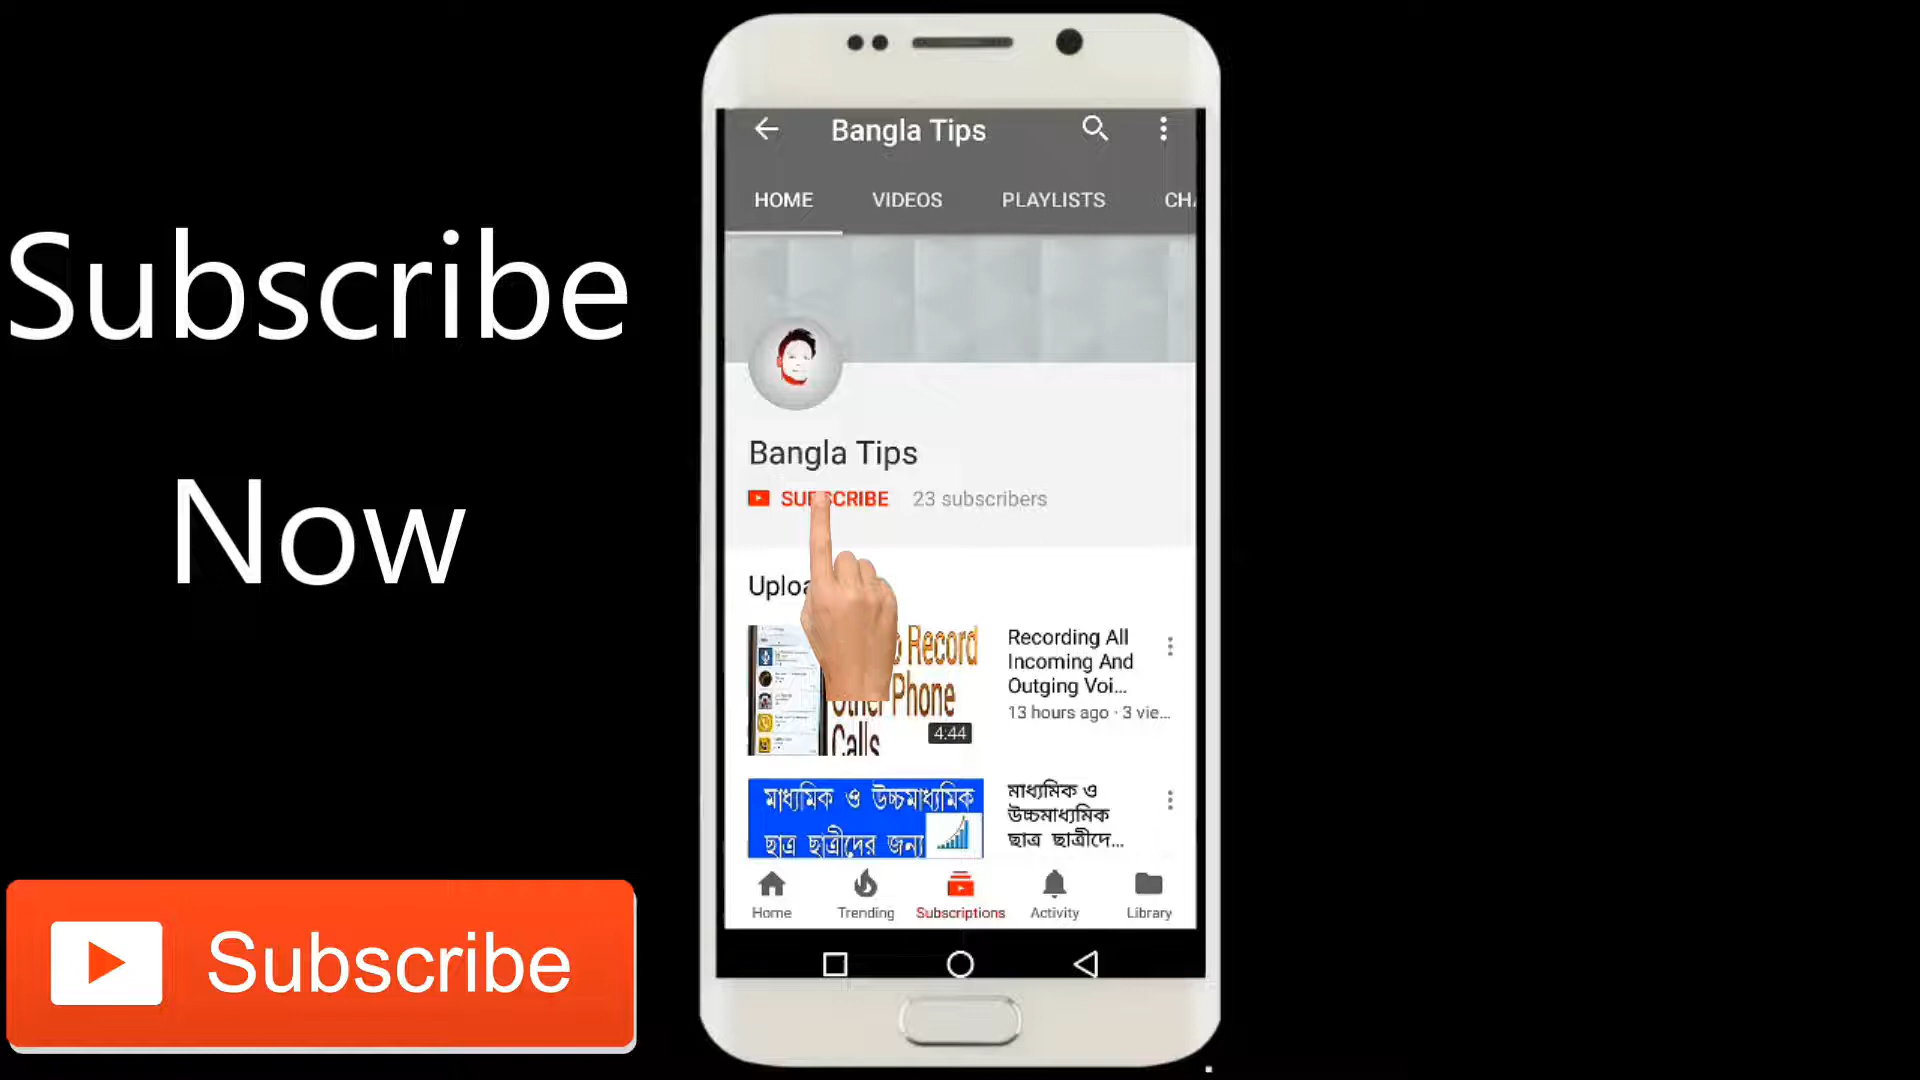 Subscribe
Now
Subscribe
Bangla Tips
HOME VIDEOS PLAYLISTS
Bangla Tips
SUBSCRIBE 23 subscribers
Record
Phone
Calls
4:44
Recording All
Incoming And
Outging Voi...
13 hours ago · 3 vie...
মাধ্যমিক ও উচ্চমাধ্যমিক
ছাত্র ছাত্রীদের জন্য
মাধ্যমিক ও
উচ্চমাধ্যমিক
ছাত্র ছাত্রীদে...
Home Trending Subscriptions Activity Library